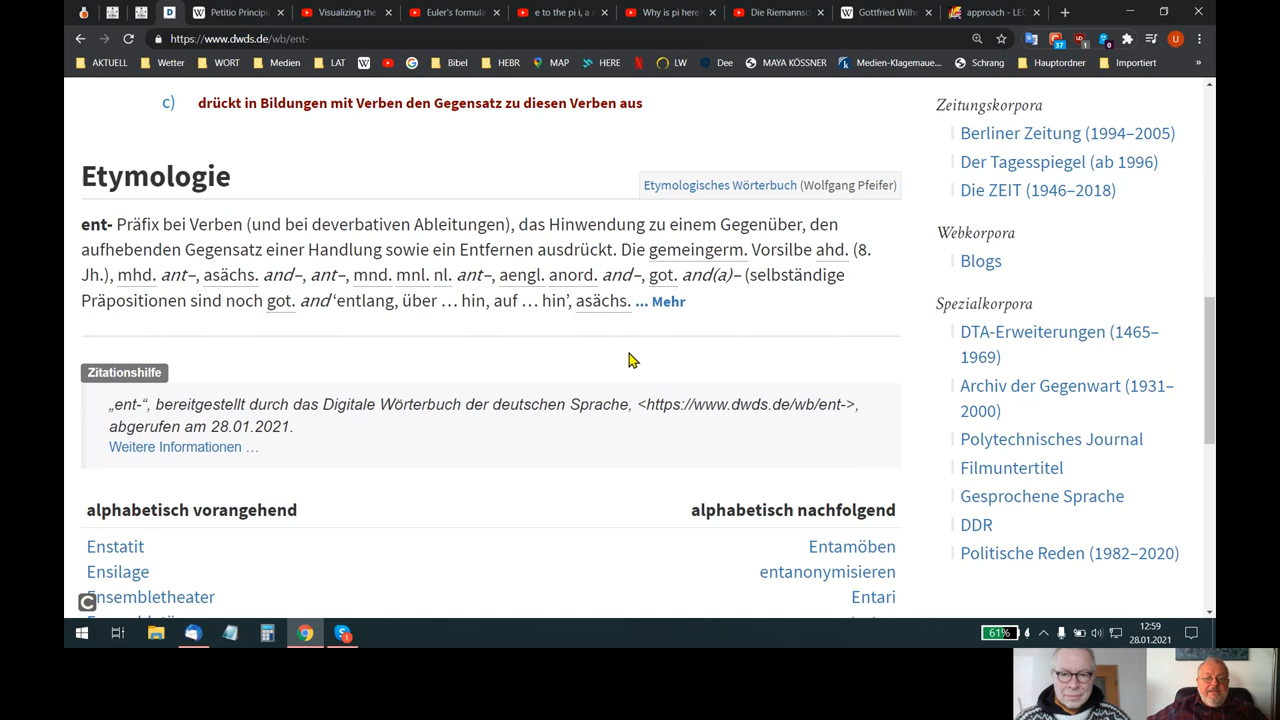 Petitio Princip
Visualizing the
Euler's formula
e to the pi i, a n
Why is pi here?
Die Riemannsc
Gottfried Wilhe
approach - LEO
https://www.dwds.de/wb/ent-
AKTUELL Wetter WORT Medien LAT Bibel HEBR MAP HERE LW Dee MAYA KÖSSNER Medien-Klagemaue... Schrang Hauptordner Importiert »
c) drückt in Bildungen mit Verben den Gegensatz zu diesen Verben aus
Etymologie
Etymologisches Wörterbuch (Wolfgang Pfeifer)
ent- Präfix bei Verben (und bei deverbativen Ableitungen), das Hinwendung zu einem Gegenüber, den
aufhebenden Gegensatz einer Handlung sowie ein Entfernen ausdrückt. Die gemeingerm. Vorsilbe ahd. (8.
Jh.), mhd. ant–, asächs. and–, ant–, mnd. mnl. nl. ant–, aengl. anord. and–, got. and(a)– (selbständige
Präpositionen sind noch got. and ‘entlang, über … hin, auf … hin’, asächs. ... Mehr
Zitationshilfe
„ent-“, bereitgestellt durch das Digitale Wörterbuch der deutschen Sprache, <https://www.dwds.de/wb/ent->,
abgerufen am 28.01.2021.
Weitere Informationen …
alphabetisch vorangehend
alphabetisch nachfolgend
Enstatit
Entamöben
Ensilage
entanonymisieren
Ensembletheater
Entari
Zeitungskorpora
Berliner Zeitung (1994–2005)
Der Tagesspiegel (ab 1996)
Die ZEIT (1946–2018)
Webkorpora
Blogs
Spezialkorpora
DTA-Erweiterungen (1465–
1969)
Archiv der Gegenwart (1931–
2000)
Polytechnisches Journal
Filmuntertitel
Gesprochene Sprache
DDR
Politische Reden (1982–2020)
61%
12:59
28.01.2021